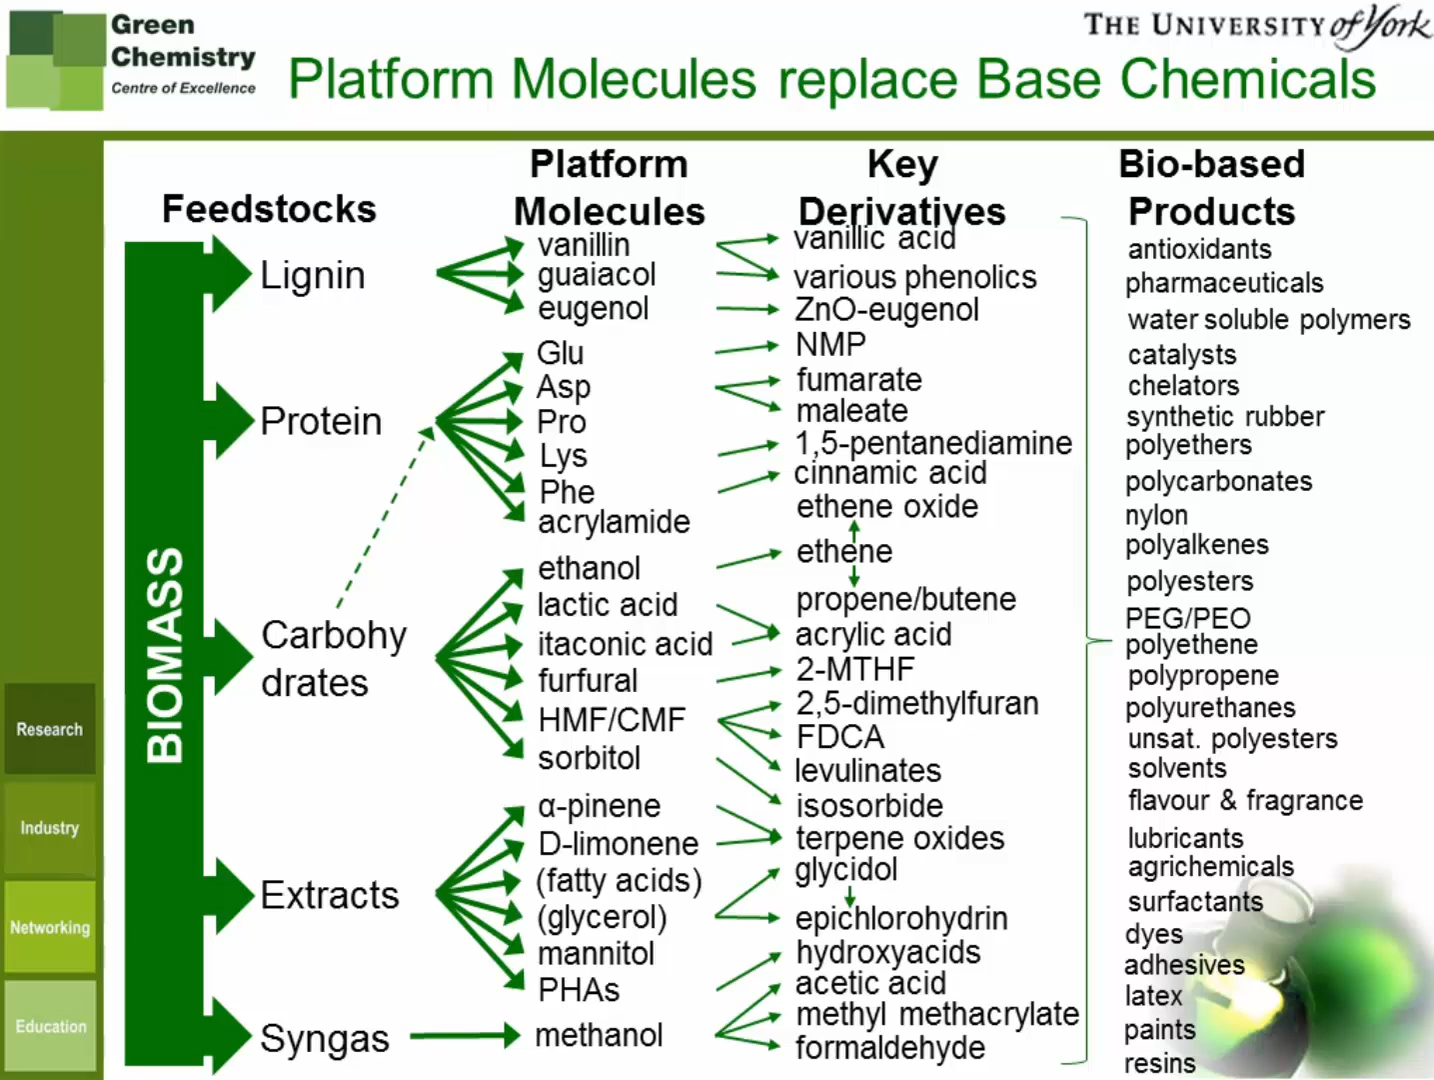 Green
Chemistry
Centre of Excellence
THE UNIVERSITY of York
Platform Molecules replace Base Chemicals
Feedstocks
Platform
Molecules
Key
Derivatives
Bio-based
Products
BIOMASS
Lignin
Protein
Carbohy
drates
Extracts
Syngas
vanillin
guaiacol
eugenol
Glu
Asp
Pro
Lys
Phe
acrylamide
ethanol
lactic acid
itaconic acid
furfural
HMF/CMF
sorbitol
α-pinene
D-limonene
(fatty acids)
(glycerol)
mannitol
PHAs
methanol
vanillic acid
various phenolics
ZnO-eugenol
NMP
fumarate
maleate
1,5-pentanediamine
cinnamic acid
ethene oxide
ethene
propene/butene
acrylic acid
2-MTHF
2,5-dimethylfuran
FDCA
levulinates
isosorbide
terpene oxides
glycidol
epichlorohydrin
hydroxyacids
acetic acid
methyl methacrylate
formaldehyde
antioxidants
pharmaceuticals
water soluble polymers
catalysts
chelators
synthetic rubber
polyethers
polycarbonates
nylon
polyalkenes
polyesters
PEG/PEO
polyethene
polypropene
polyurethanes
unsat. polyesters
solvents
flavour & fragrance
lubricants
agrichemicals
surfactants
dyes
adhesives
latex
paints
resins
Research
Industry
Networking
Education